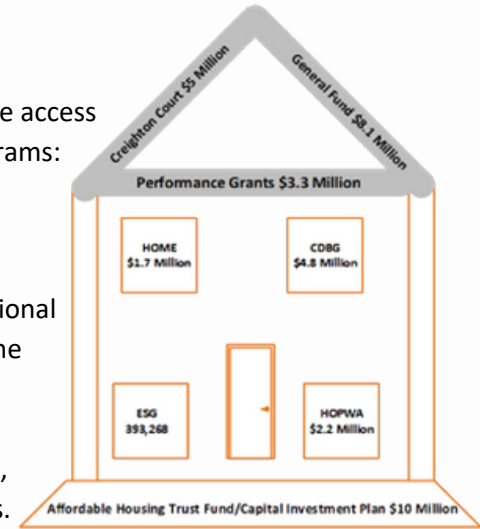 e access
rams:
ional
ne
,
s.
Creighton Court $5 Million
General Fund $8.1 Million
Performance Grants $3.3 Million
HOME
$1.7 Million
CDBG
$4.8 Million
ESG
393,268
HOPWA
$2.2 Million
Affordable Housing Trust Fund/Capital Investment Plan $10 Million